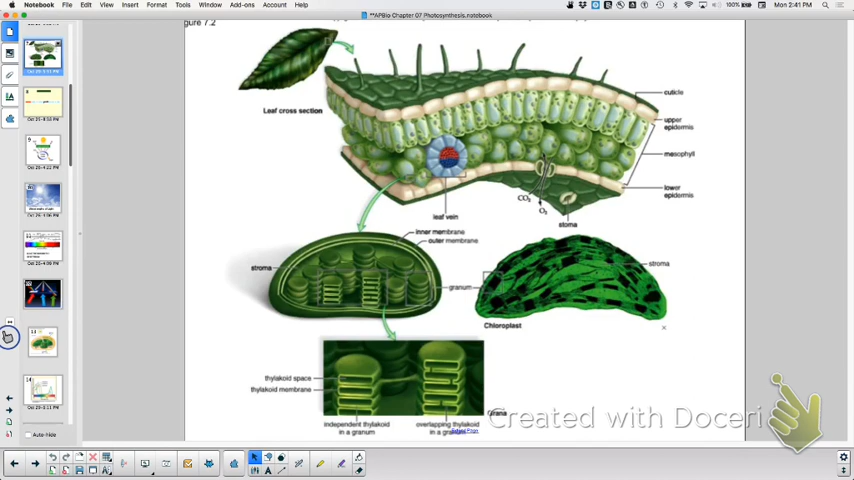 Notebook File Edit View Insert Format Tools Window Add-ons Account Help 100% Mon 2:41 PM
**APBio Chapter 07 Photosynthesis.notebook
gure 7.2
Leaf cross section
cuticle
upper
epidermis
mesophyll
lower
epidermis
CO2
O2
leaf vein
stoma
inner membrane
outer membrane
stroma
granum
stroma
Chloroplast
thylakoid space
thylakoid membrane
Grana
independent thylakoid
in a granum
overlapping thylakoid
in a granum
Created with Doceri
Auto-hide